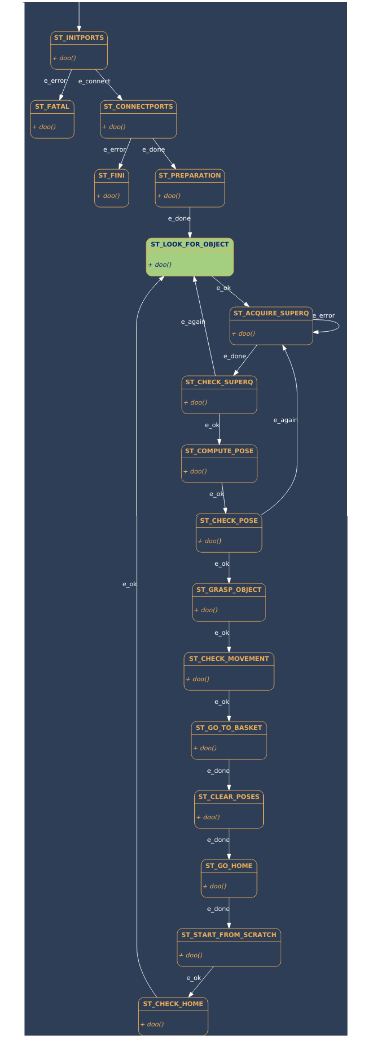 ST_INITPORTS
+ doo()
e_error
e_connect
ST_FATAL
+ doo()
ST_CONNECTPORTS
+ doo()
e_error
e_done
ST_FINI
+ doo()
ST_PREPARATION
+ doo()
e_done
ST_LOOK_FOR_OBJECT
+ doo()
e_ok
ST_ACQUIRE_SUPERQ
+ doo()
e_error
e_again
e_done
ST_CHECK_SUPERQ
+ doo()
e_ok
e_again
ST_COMPUTE_POSE
+ doo()
e_ok
ST_CHECK_POSE
+ doo()
e_ok
e_ok
ST_GRASP_OBJECT
+ doo()
e_ok
ST_CHECK_MOVEMENT
+ doo()
e_ok
ST_GO_TO_BASKET
+ doo()
e_done
ST_CLEAR_POSES
+ doo()
e_done
ST_GO_HOME
+ doo()
e_done
ST_START_FROM_SCRATCH
+ doo()
e_ok
ST_CHECK_HOME
+ doo()